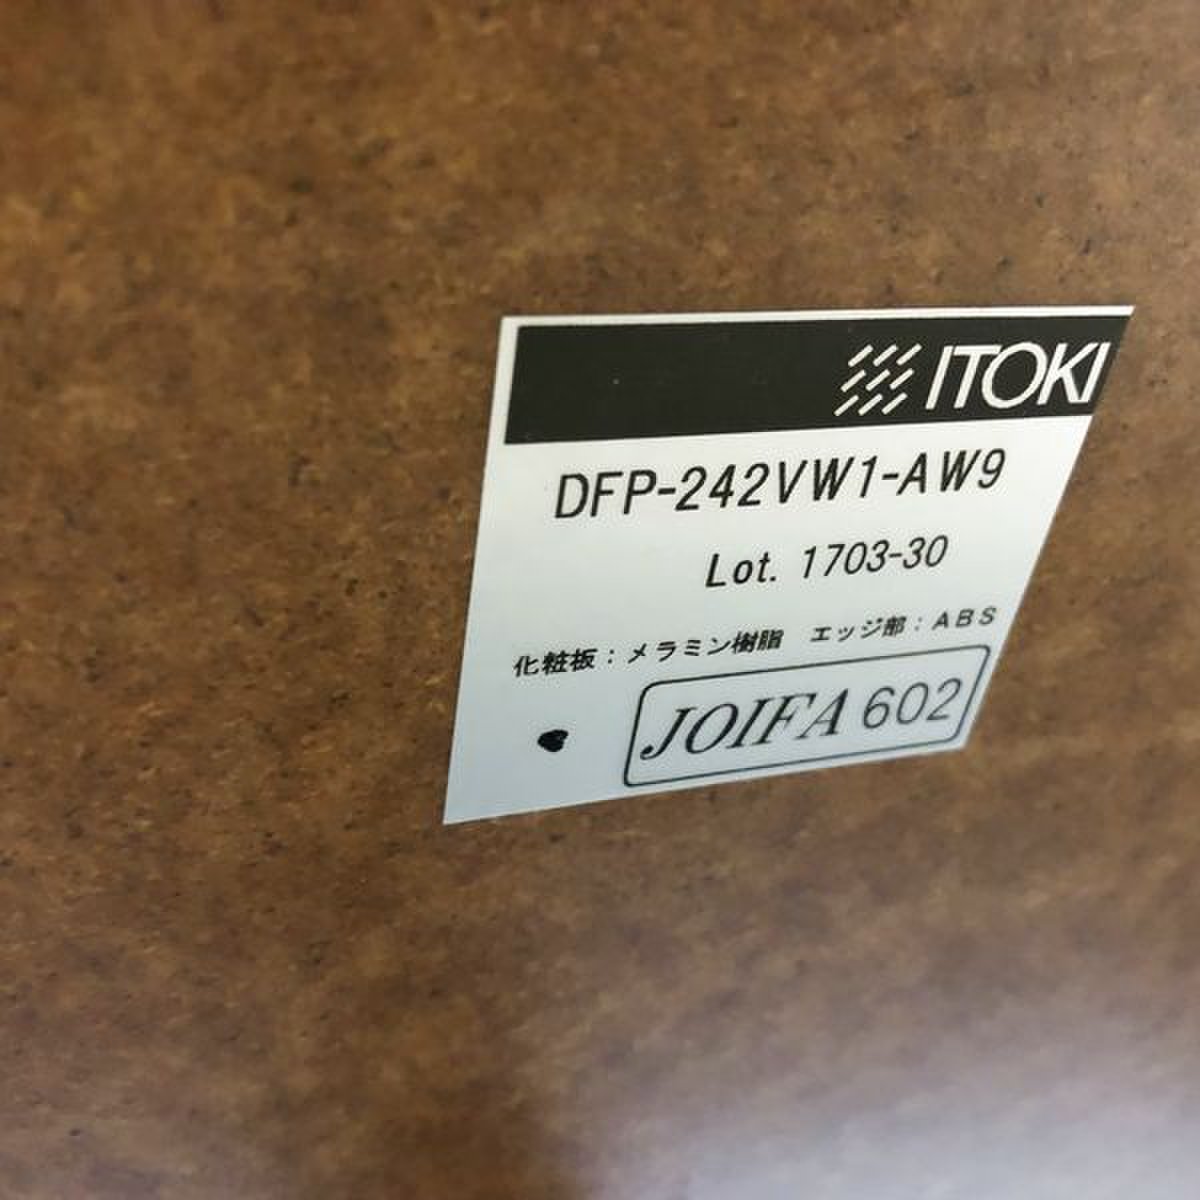 ITOKI
DFP-242VW1-AW9
Lot. 1703-30
化粧板：メラミン樹脂　エッジ部：ABS
JOIFA 602